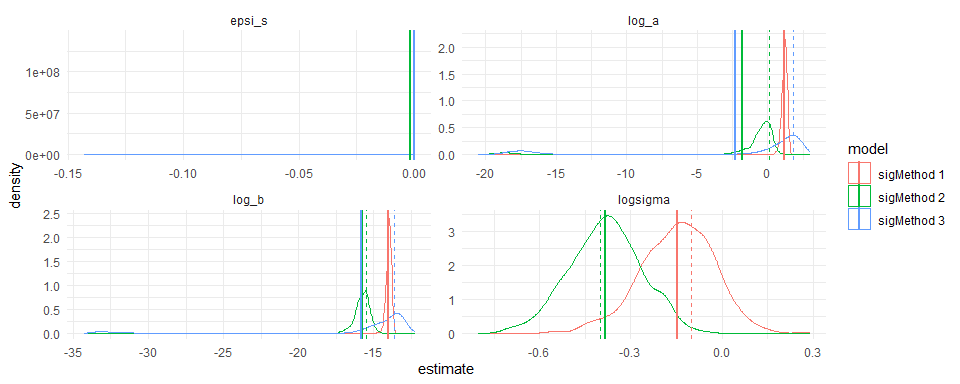 epsi_s
log_a
1e+08
5e+07
0e+00
-0.15
-0.10
-0.05
0.00
2.0
1.5
1.0
0.5
0.0
-20
-15
-10
-5
0
log_b
logsigma
2.5
2.0
1.5
1.0
0.5
0.0
-35
-30
-25
-20
-15
3
2
1
0
-0.6
-0.3
0.0
0.3
density
estimate
model
sigMethod 1
sigMethod 2
sigMethod 3